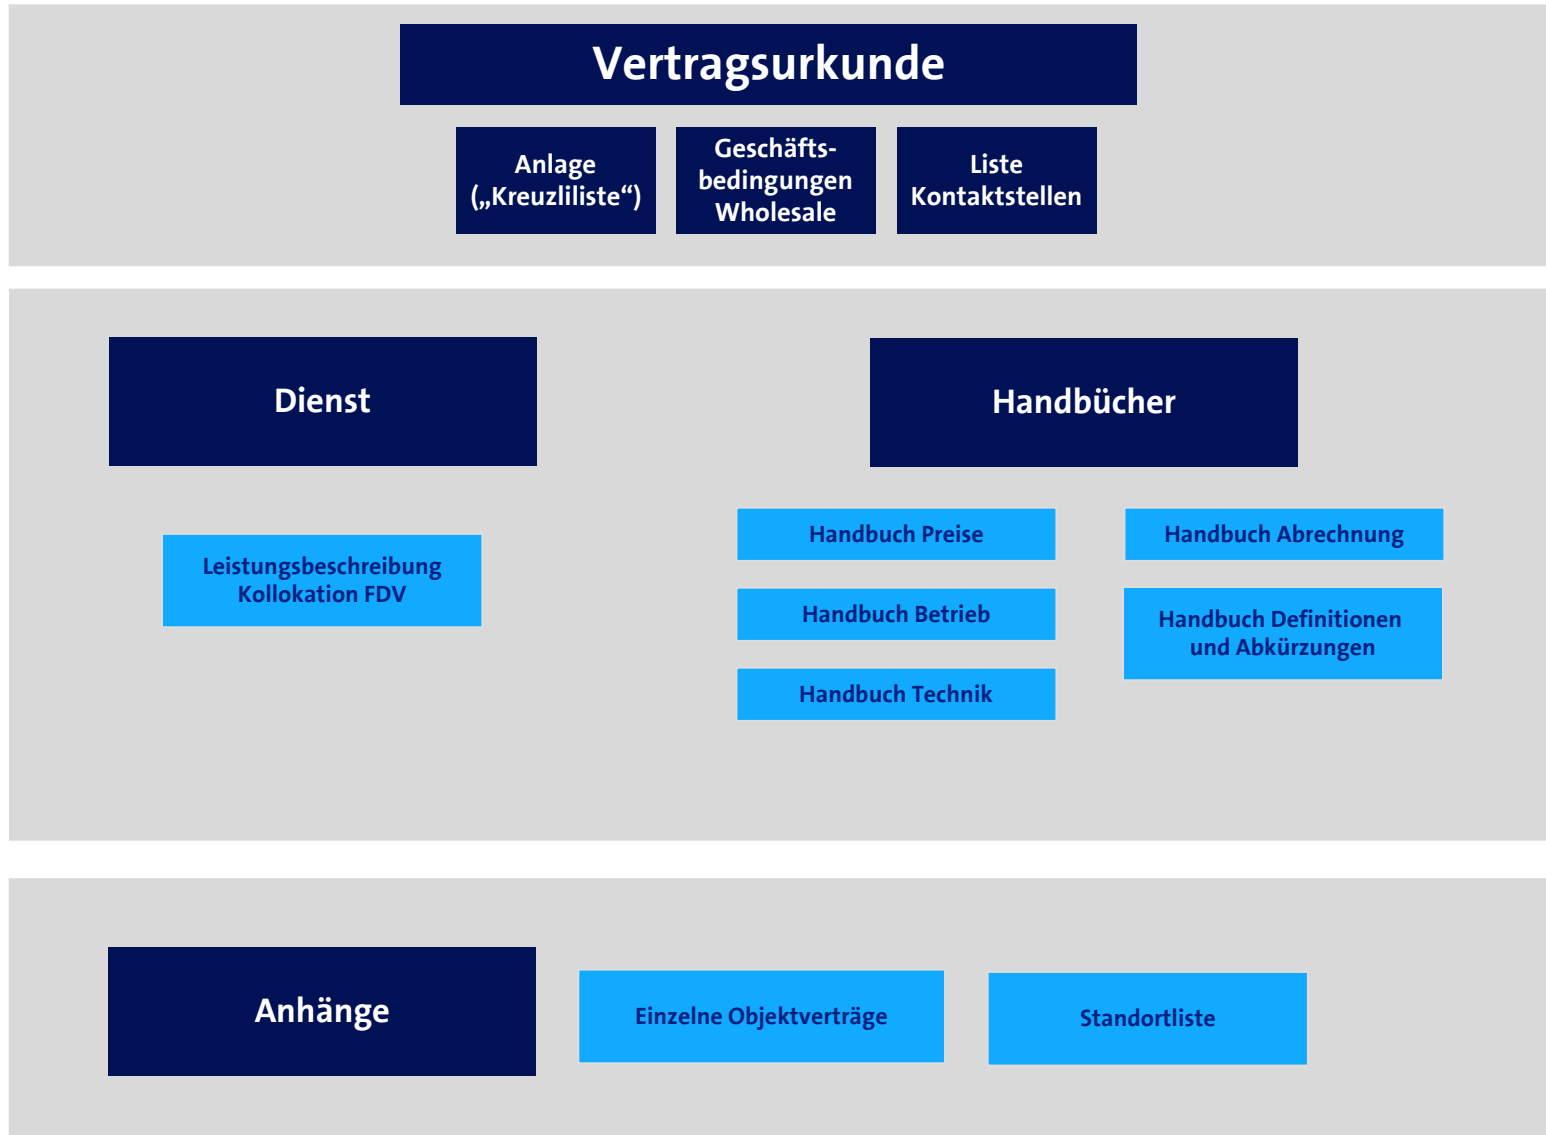 Vertragsurkunde
Anlage
(„Kreuzliliste“)
Geschäfts-
bedingungen
Wholesale
Liste
Kontaktstellen
Dienst
Leistungsbeschreibung
Kollokation FDV
Handbücher
Handbuch Preise
Handbuch Betrieb
Handbuch Technik
Handbuch Abrechnung
Handbuch Definitionen
und Abkürzungen
Anhänge
Einzelne Objektverträge
Standortliste